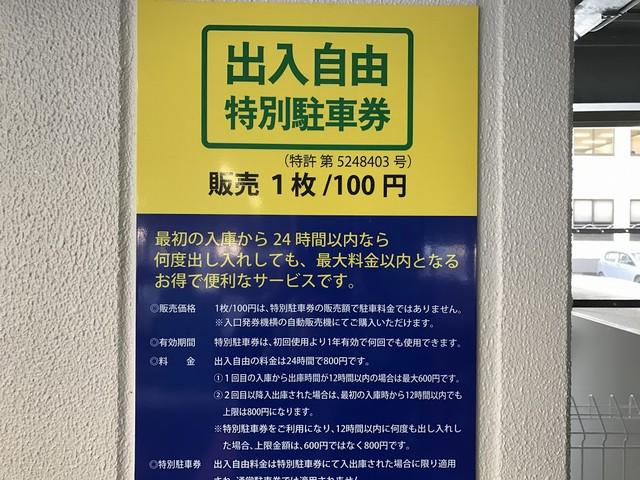 出入自由
特別駐車券
（特許 第 5248403 号）
販売 1 枚 /100 円
最初の入庫から 24 時間以内なら
何度出し入れしても、最大料金以内となる
お得で便利なサービスです。
◎販売価格　1枚/100円は、特別駐車券の販売額で駐車料金ではありません。
※入口発券機横の自動販売機にてご購入いただけます。
◎有効期間　特別駐車券は、初回使用より1年有効で何回でも使用できます。
◎料　　金　出入自由の料金は24時間で800円です。
①１回目の入庫から出庫時間が12時間以内の場合は最大600円です。
②２回目以降入出庫された場合は、最初の入庫時から12時間以内でも
上限は800円になります。
※特別駐車券をご利用になり、12時間以内に何度も出し入れし
た場合、上限金額は、600円ではなく800円です。
◎特別駐車券　出入自由料金は特別駐車券にて入出庫された場合に限り適用